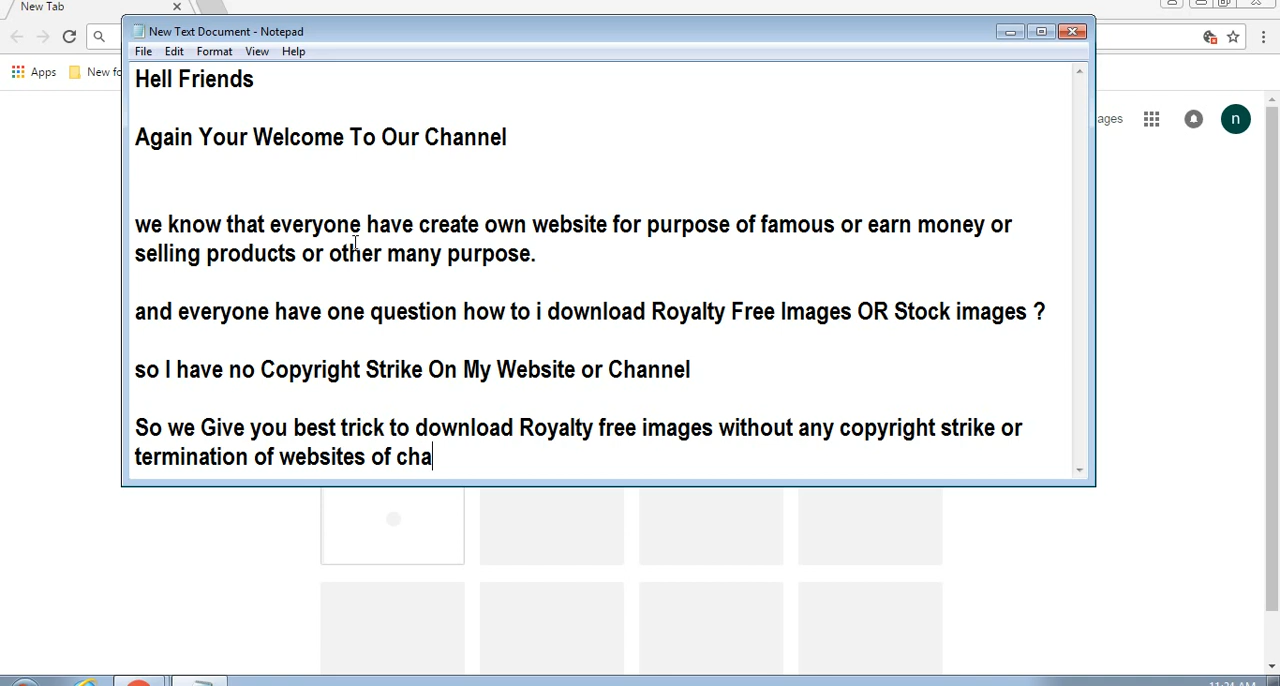 New Tab
New Text Document - Notepad
File Edit Format View Help
Apps
New fo
ages
n
Hell Friends
Again Your Welcome To Our Channel
we know that everyone have create own website for purpose of famous or earn money or
selling products or other many purpose.
and everyone have one question how to i download Royalty Free Images OR Stock images ?
so I have no Copyright Strike On My Website or Channel
So we Give you best trick to download Royalty free images without any copyright strike or
termination of websites of cha